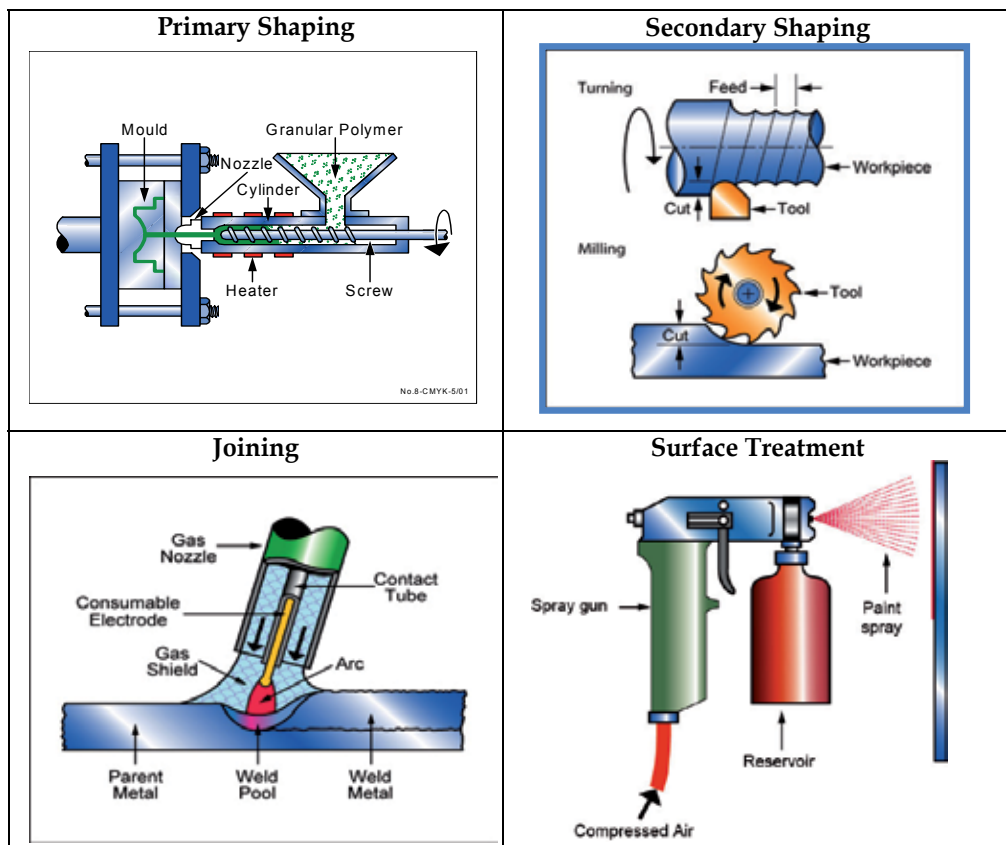 Primary Shaping
Mould
Granular Polymer
Nozzle
Cylinder
Heater
Screw
No.8-CMYK-5/01
Secondary Shaping
Turning
Feed
Workpiece
Cut
Tool
Milling
Tool
Cut
Workpiece
Joining
Gas
Nozzle
Contact
Tube
Consumable
Electrode
Gas
Shield
Arc
Parent
Metal
Weld
Pool
Weld
Metal
Surface Treatment
Spray gun
Paint
spray
Reservoir
Compressed Air